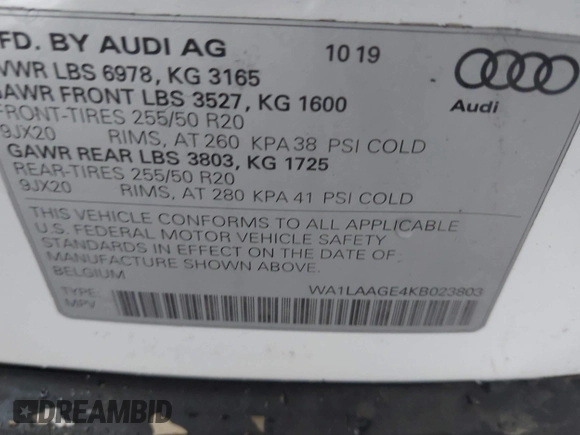 FD. BY AUDI AG 10 19
VWR LBS 6978, KG 3165
GAWR FRONT LBS 3527, KG 1600
FRONT-TIRES 255/50 R20
9JX20 RIMS, AT 260 KPA 38 PSI COLD
GAWR REAR LBS 3803, KG 1725
REAR-TIRES 255/50 R20
9JX20 RIMS, AT 280 KPA 41 PSI COLD
THIS VEHICLE CONFORMS TO ALL APPLICABLE
U.S. FEDERAL MOTOR VEHICLE SAFETY
STANDARDS IN EFFECT ON THE DATE OF
MANUFACTURE SHOWN ABOVE.
BELGIUM
TYPE:
MPV
WA1LAAGE4KB023803
Audi
DREAMBID